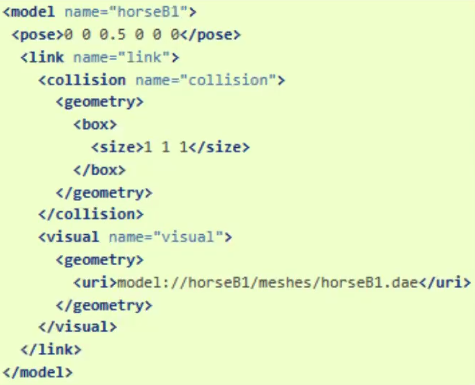 <model name="horseB1">
<pose>0 0 0.5 0 0 0</pose>
<link name="link">
<collision name="collision">
<geometry>
<box>
<size>1 1 1</size>
</box>
</geometry>
</collision>
<visual name="visual">
<geometry>
<uri>model://horseB1/meshes/horseB1.dae</uri>
</geometry>
</visual>
</link>
</model>